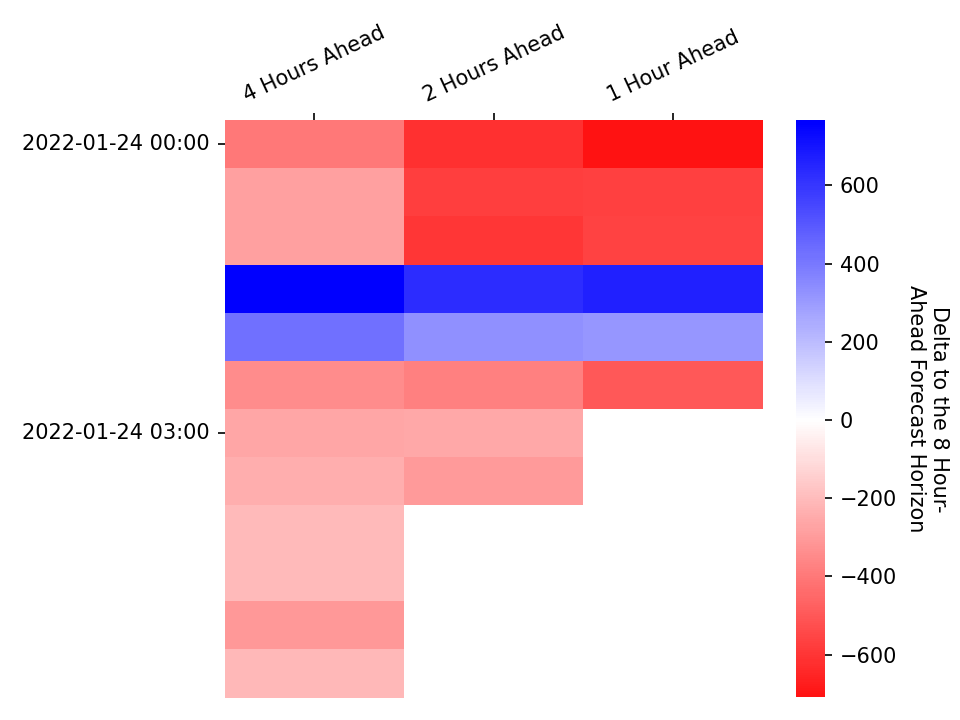 4 Hours Ahead
2 Hours Ahead
1 Hour Ahead
2022-01-24 00:00
2022-01-24 03:00
600
400
200
0
−200
−400
−600
Delta to the 8 Hour-
Ahead Forecast Horizon